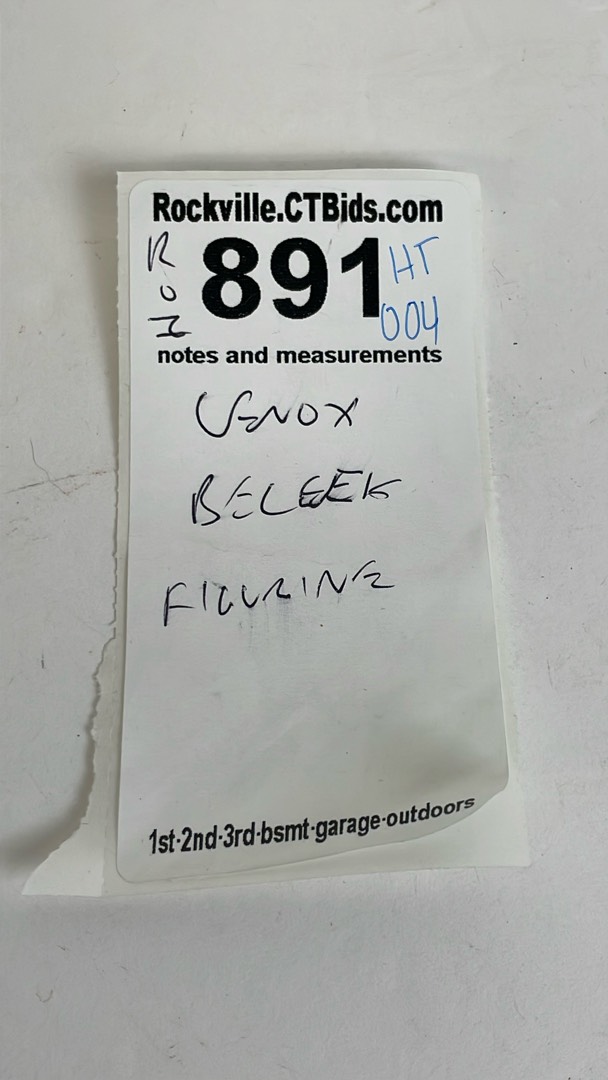 Rockville.CTBids.com
891
HT
004
notes and measurements
LENOX
BELEEK
FIGURINE
1st·2nd·3rd·bsmt·garage·outdoors